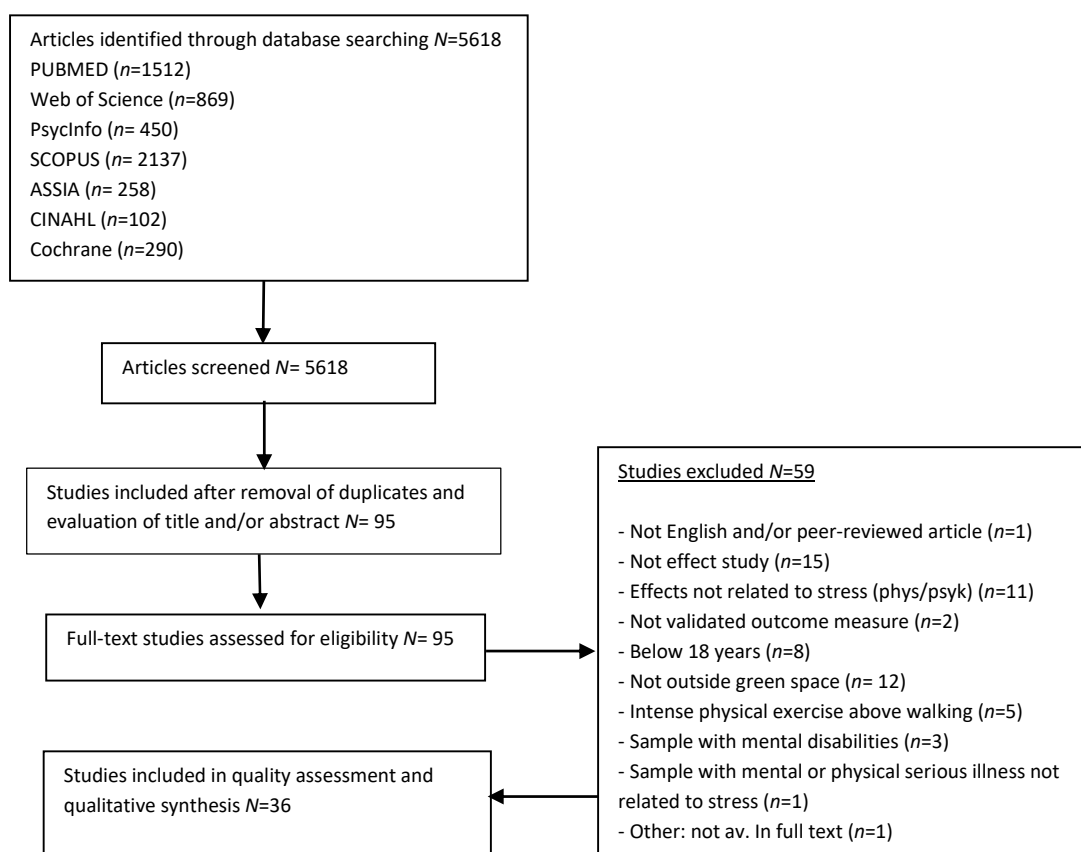 Articles identified through database searching N=5618
PUBMED (n=1512)
Web of Science (n=869)
PsycInfo (n= 450)
SCOPUS (n= 2137)
ASSIA (n= 258)
CINAHL (n=102)
Cochrane (n=290)
Articles screened N= 5618
Studies included after removal of duplicates and
evaluation of title and/or abstract N= 95
Full-text studies assessed for eligibility N= 95
Studies excluded N=59
- Not English and/or peer-reviewed article (n=1)
- Not effect study (n=15)
- Effects not related to stress (phys/psyk) (n=11)
- Not validated outcome measure (n=2)
- Below 18 years (n=8)
- Not outside green space (n= 12)
- Intense physical exercise above walking (n=5)
- Sample with mental disabilities (n=3)
- Sample with mental or physical serious illness not
related to stress (n=1)
- Other: not av. In full text (n=1)
Studies included in quality assessment and
qualitative synthesis N=36